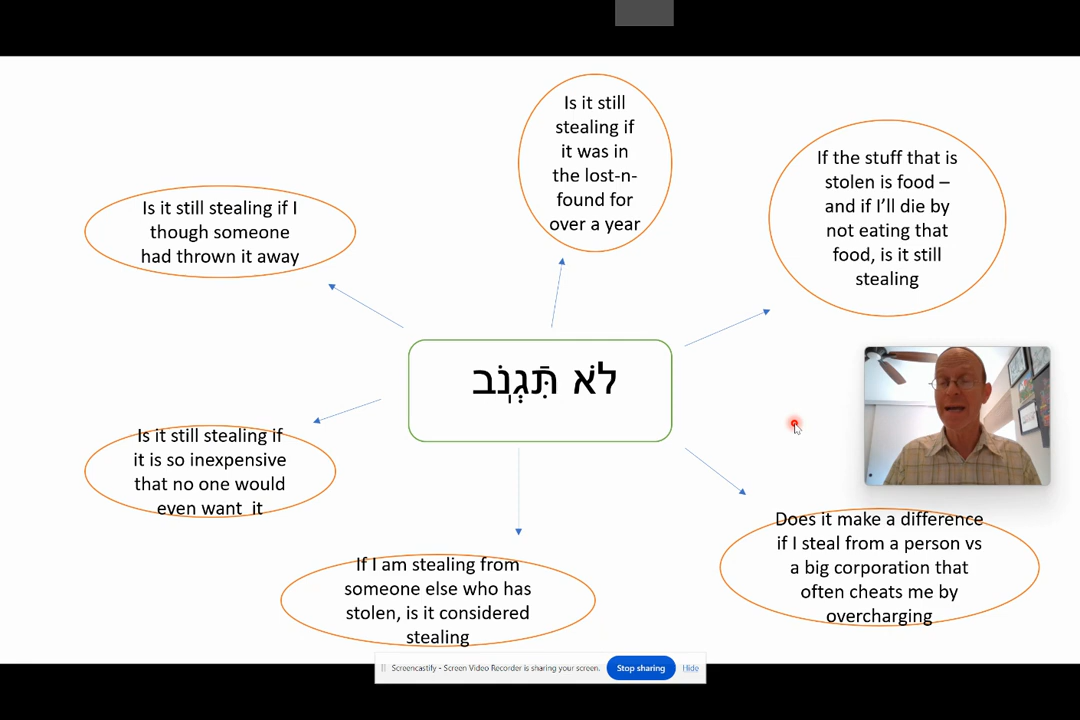 Is it still
stealing if
it was in
the lost-n-
found for
over a year
If the stuff that is
stolen is food –
and if I’ll die by
not eating that
food, is it still
stealing
Is it still stealing if I
though someone
had thrown it away
לֹא תִּגְנֹב
Is it still stealing if
it is so inexpensive
that no one would
even want  it
If I am stealing from
someone else who has
stolen, is it considered
stealing
Does it make a difference
if I steal from a person vs
a big corporation that
often cheats me by
overcharging
Screencastify - Screen Video Recorder is sharing your screen.
Stop sharing
Hide